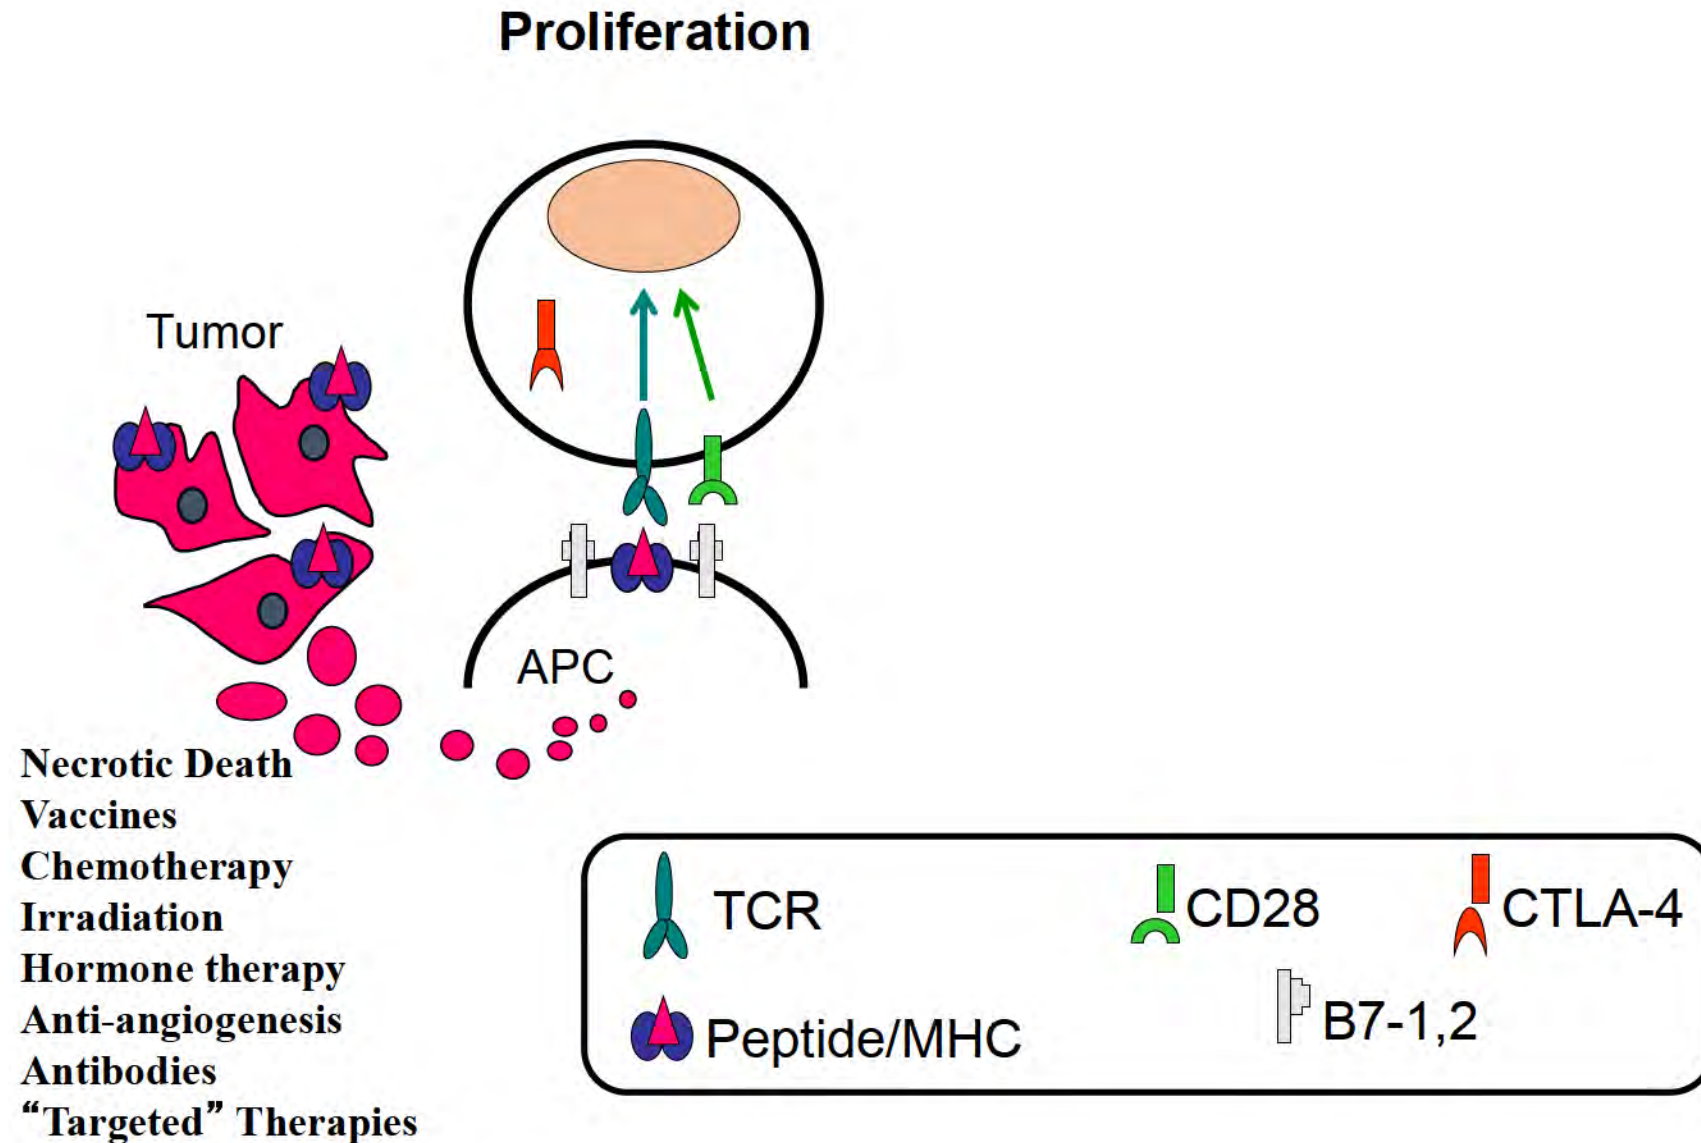 Proliferation
Tumor
APC
Necrotic Death
Vaccines
Chemotherapy
Irradiation
Hormone therapy
Anti-angiogenesis
Antibodies
“Targeted” Therapies
TCR
CD28
CTLA-4
Peptide/MHC
B7-1,2